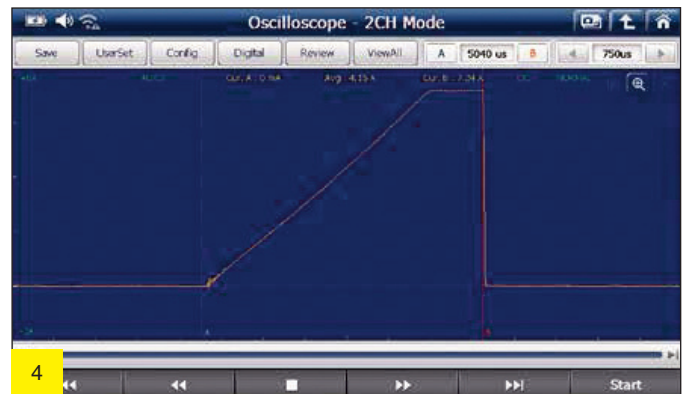 Oscilloscope - 2CH Mode
Save UserSet Config Digital Review ViewAll A 5040 us B 750us
Cur. A : 0 mA Avg : 4.15 A Cur. B : 7.34 A
A
4
Start